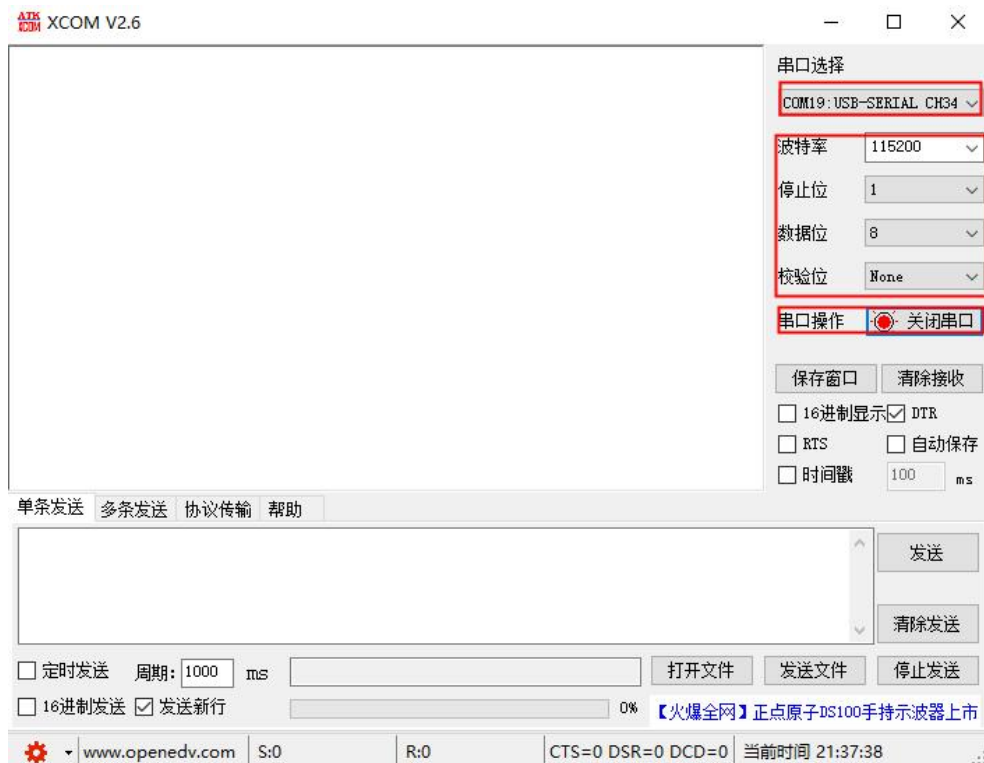 ATK XCOM XCOM V2.6
串口选择
COM19:USB-SERIAL CH34
波特率 115200
停止位 1
数据位 8
校验位 None
串口操作 关闭串口
保存窗口 清除接收
16进制显示 DTR
RTS 自动保存
时间戳 100 ms
单条发送 多条发送 协议传输 帮助
发送
清除发送
定时发送 周期: 1000 ms 打开文件 发送文件 停止发送
16进制发送 发送新行 0% 【火爆全网】正点原子DS100手持示波器上市
www.openedv.com S:0 R:0 CTS=0 DSR=0 DCD=0 当前时间 21:37:38